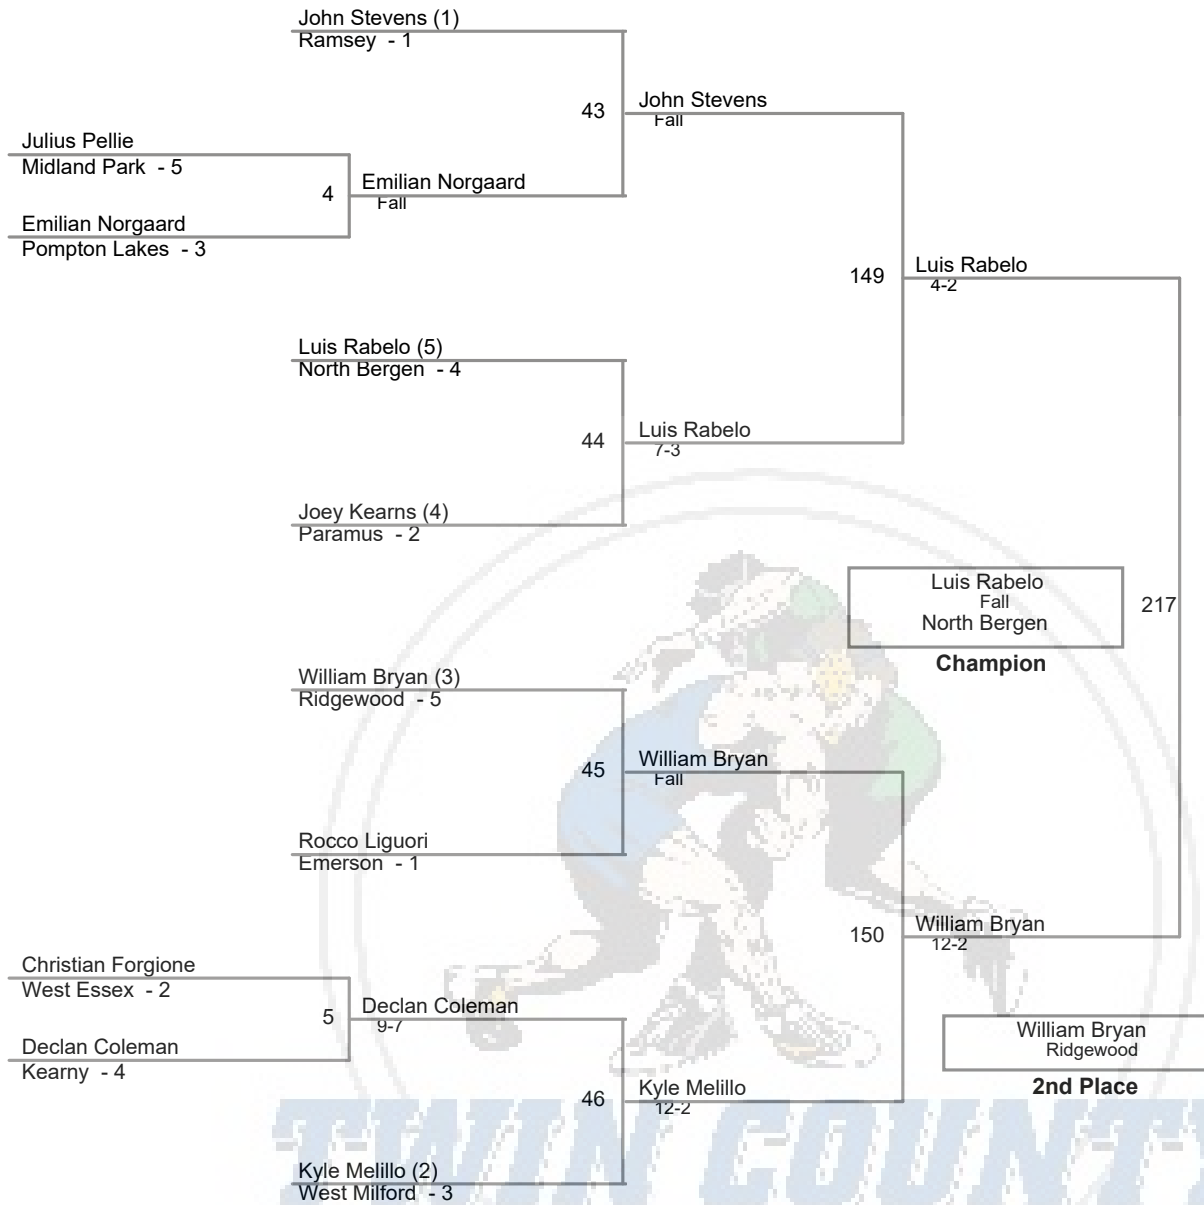 John Stevens (1)
Ramsey - 1
43
John Stevens
Fall
Julius Pellie
Midland Park - 5
4
Emilian Norgaard
Fall
Emilian Norgaard
Pompton Lakes - 3
149
Luis Rabelo
4-2
Luis Rabelo (5)
North Bergen - 4
44
Luis Rabelo
7-3
Joey Kearns (4)
Paramus - 2
Luis Rabelo
Fall
North Bergen
217
Champion
William Bryan (3)
Ridgewood - 5
45
William Bryan
Fall
Rocco Liguori
Emerson - 1
150
William Bryan
12-2
Christian Forgione
West Essex - 2
5
Declan Coleman
9-7
Declan Coleman
Kearny - 4
William Bryan
Ridgewood
2nd Place
46
Kyle Melillo
12-2
Kyle Melillo (2)
West Milford - 3
TWIN COUNTY